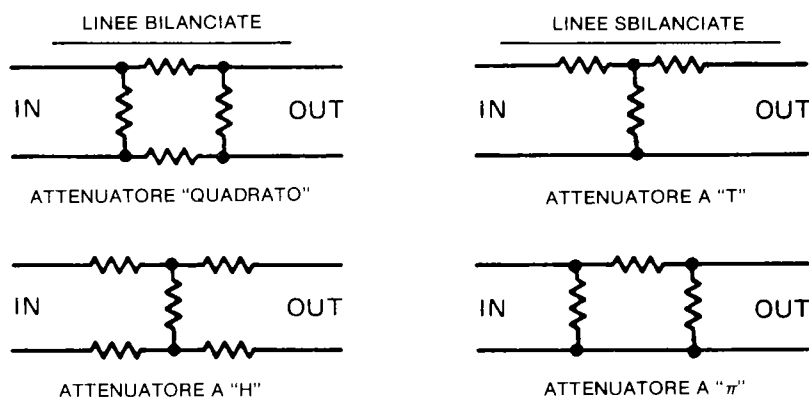 LINEE BILANCIATE
IN
OUT
ATTENUATORE "QUADRATO"
IN
OUT
ATTENUATORE A "H"
LINEE SBILANCIATE
IN
OUT
ATTENUATORE A "T"
IN
OUT
ATTENUATORE A "π"